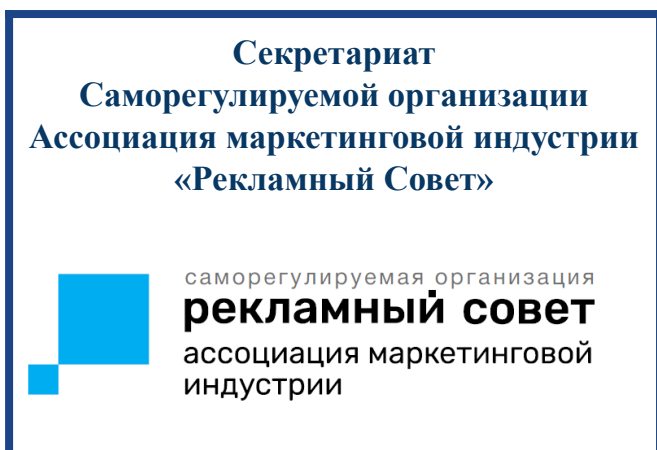 Секретариат
Саморегулируемой организации
Ассоциация маркетинговой индустрии
«Рекламный Совет»
саморегулируемая организация
рекламный совет
ассоциация маркетинговой
индустрии